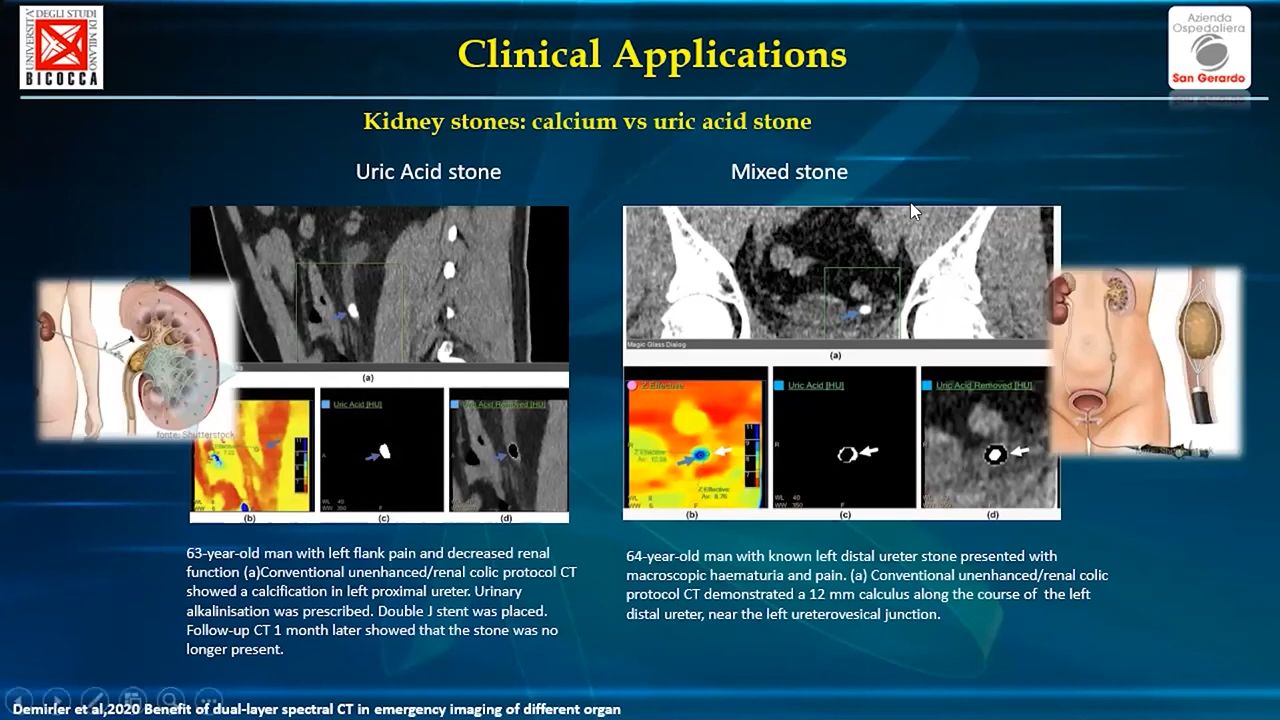 UNIVERSITA' DEGLI STUDI DI MILANO
BICOCCA
Clinical Applications
Azienda
Ospedaliera
San Gerardo
Kidney stones: calcium vs uric acid stone
Uric Acid stone
Mixed stone
(a)
Uric Acid [HU]
Uric Acid Removed [HU]
(b)
(c)
(d)
fonte: Shutterstock
Magic Glass Dialog
(a)
Z Effective
Uric Acid [HU]
Uric Acid Removed [HU]
(b)
(c)
(d)
63-year-old man with left flank pain and decreased renal
function (a)Conventional unenhanced/renal colic protocol CT
showed a calcification in left proximal ureter. Urinary
alkalinisation was prescribed. Double J stent was placed.
Follow-up CT 1 month later showed that the stone was no
longer present.
64-year-old man with known left distal ureter stone presented with
macroscopic haematuria and pain. (a) Conventional unenhanced/renal colic
protocol CT demonstrated a 12 mm calculus along the course of the left
distal ureter, near the left ureterovesical junction.
Demirler et al,2020 Benefit of dual-layer spectral CT in emergency imaging of different organ